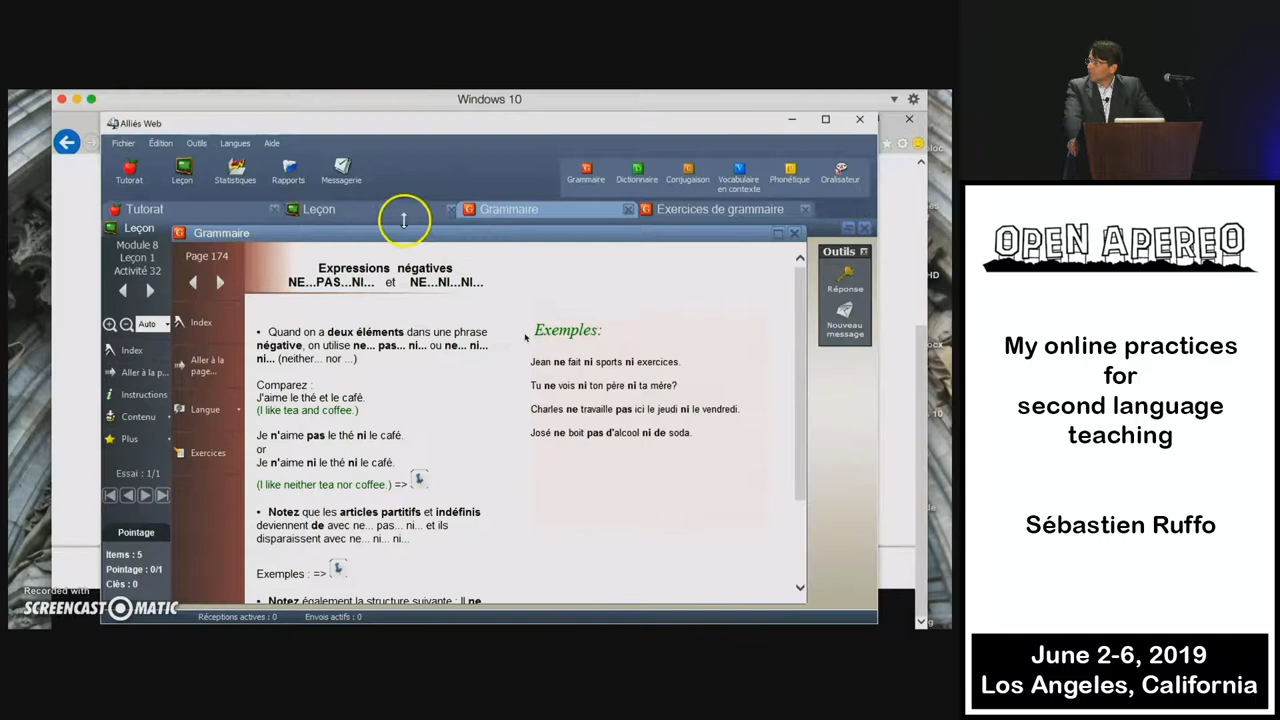 Windows 10
Alliés Web
Fichier Édition Outils Langues Aide
Tutorat Leçon Statistiques Rapports Messagerie
Grammaire Dictionnaire Conjugaison Vocabulaire en contexte Phonétique Oralisateur
Tutorat Leçon Grammaire Exercices de grammaire
Leçon
Module 8
Leçon 1
Activité 32
Auto
Index
Aller à la p...
Instructions
Contenu
Plus
Essai : 1/1
Pointage
Items : 5
Pointage : 0/1
Clés : 0
Grammaire
Page 174
Index
Aller à la
page...
Langue
Exercices
Expressions négatives
NE...PAS...NI... et NE...NI...NI...
• Quand on a deux éléments dans une phrase
négative, on utilise ne... pas... ni... ou ne... ni...
ni... (neither... nor ...)
Comparez :
J'aime le thé et le café.
(I like tea and coffee.)
Je n'aime pas le thé ni le café.
or
Je n'aime ni le thé ni le café.
(I like neither tea nor coffee.) =>
• Notez que les articles partitifs et indéfinis
deviennent de avec ne... pas... ni... et ils
disparaissent avec ne... ni... ni...
Exemples : =>
• Notez également la structure suivante : Il ne
Exemples:
Jean ne fait ni sports ni exercices.
Tu ne vois ni ton père ni ta mère?
Charles ne travaille pas ici le jeudi ni le vendredi.
José ne boit pas d'alcool ni de soda.
Outils
Réponse
Nouveau
message
Réceptions actives : 0 Envois actifs : 0
Recorded with
SCREENCAST MATIC
OPEN APEREO
My online practices
for
second language
teaching
Sébastien Ruffo
June 2-6, 2019
Los Angeles, California